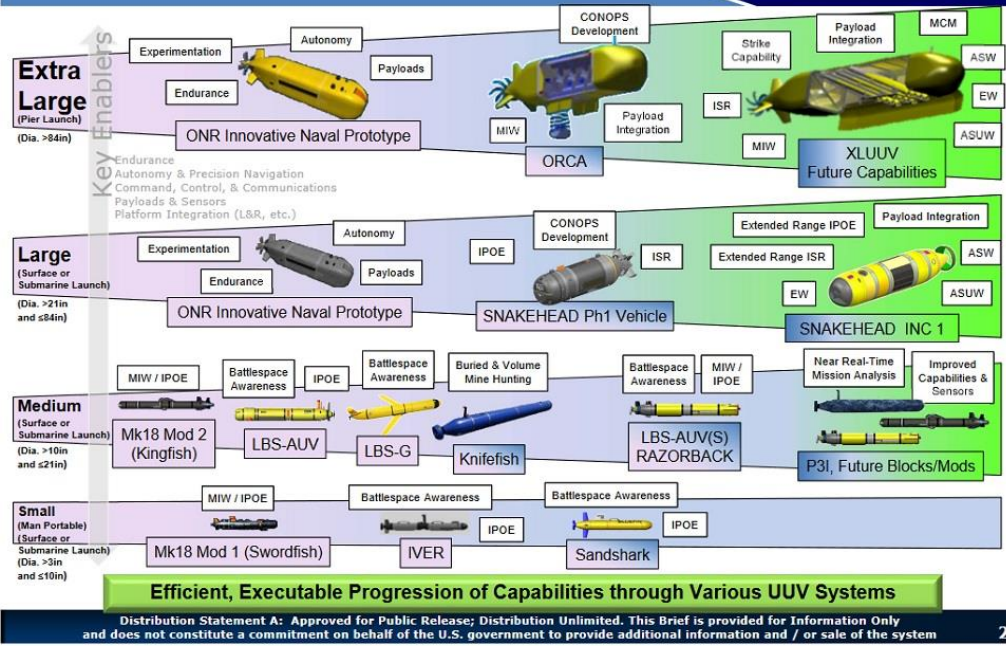 Key Enablers
Endurance
Autonomy & Precision Navigation
Command, Control, & Communications
Payloads & Sensors
Platform Integration (L&R, etc.)
Extra
Large
(Pier Launch)
(Dia. >84in)
Experimentation
Autonomy
Endurance
Payloads
ONR Innovative Naval Prototype
CONOPS
Development
MIW
Payload
Integration
ORCA
Strike
Capability
Payload
Integration
MCM
ASW
ISR
EW
MIW
ASUW
XLUUV
Future Capabilities
Large
(Surface or
Submarine Launch)
(Dia. >21in
and ≤84in)
Experimentation
Autonomy
Endurance
Payloads
ONR Innovative Naval Prototype
IPOE
CONOPS
Development
ISR
SNAKEHEAD Ph1 Vehicle
Extended Range IPOE
Payload Integration
Extended Range ISR
ASW
EW
ASUW
SNAKEHEAD INC 1
Medium
(Surface or
Submarine Launch)
(Dia. >10in
and ≤21in)
MIW / IPOE
Mk18 Mod 2
(Kingfish)
Battlespace
Awareness
IPOE
LBS-AUV
Battlespace
Awareness
LBS-G
Buried & Volume
Mine Hunting
Knifefish
Battlespace
Awareness
MIW /
IPOE
LBS-AUV(S)
RAZORBACK
Near Real-Time
Mission Analysis
Improved
Capabilities &
Sensors
P3I, Future Blocks/Mods
Small
(Man Portable)
(Surface or
Submarine Launch)
(Dia. >3in
and ≤10in)
MIW / IPOE
Mk18 Mod 1 (Swordfish)
Battlespace Awareness
IPOE
IVER
Battlespace Awareness
IPOE
Sandshark
Efficient, Executable Progression of Capabilities through Various UUV Systems
Distribution Statement A: Approved for Public Release; Distribution Unlimited. This Brief is provided for Information Only
and does not constitute a commitment on behalf of the U.S. government to provide additional information and / or sale of the system
2